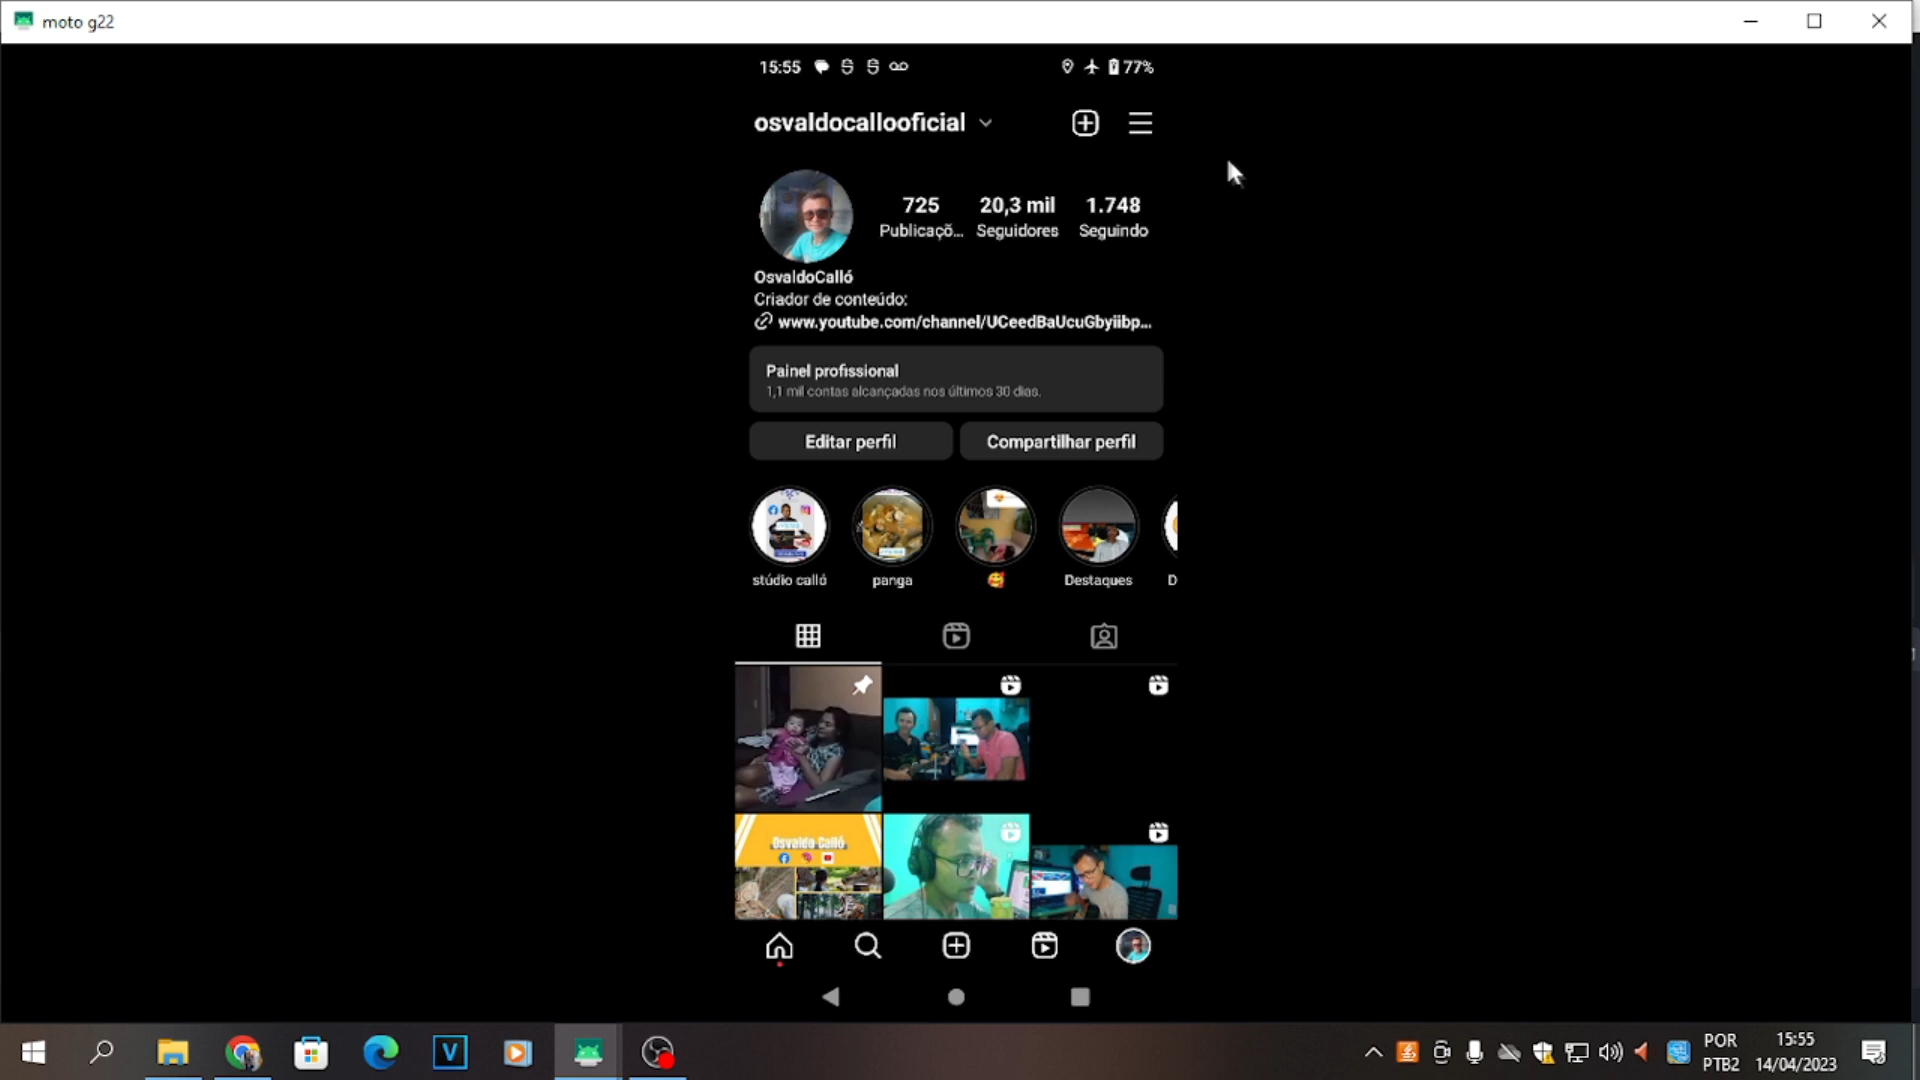 moto g22
15:55
77%
osvaldocallooficial
725
20,3 mil
1.748
Publicaçõ...
Seguidores
Seguindo
OsvaldoCalló
Criador de conteúdo:
www.youtube.com/channel/UCeedBaUcuGbyiibp...
Painel profissional
1,1 mil contas alcançadas nos últimos 30 dias.
Editar perfil
Compartilhar perfil
stúdio calló
panga
Destaques
D
Osvaldo Calló
POR
PTB2
15:55
14/04/2023